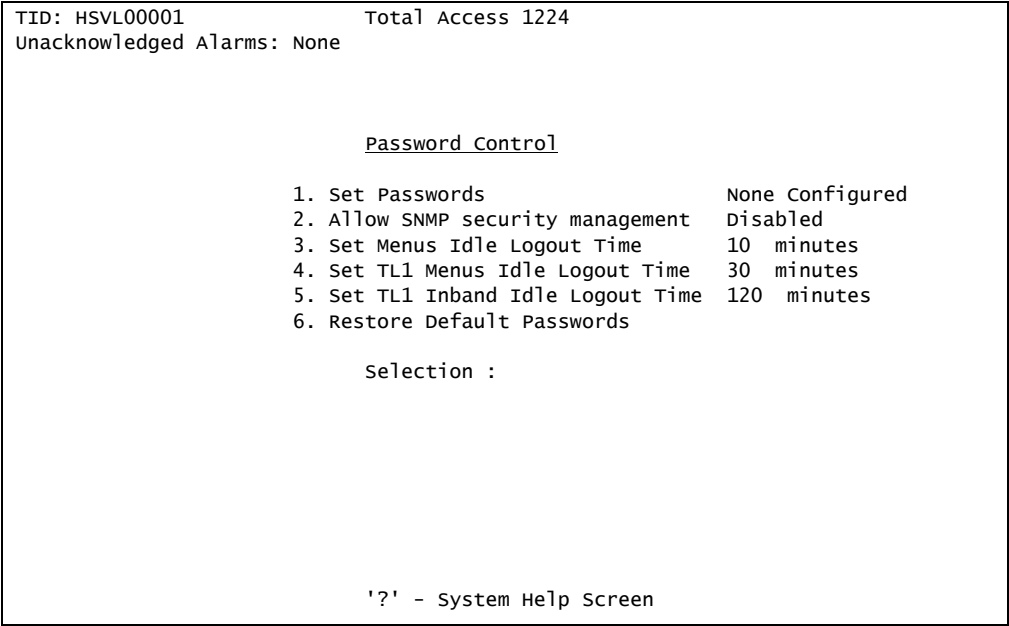 TID: HSVL00001 Total Access 1224
Unacknowledged Alarms: None
Password Control
1. Set Passwords None Configured
2. Allow SNMP security management Disabled
3. Set Menus Idle Logout Time 10 minutes
4. Set TL1 Menus Idle Logout Time 30 minutes
5. Set TL1 Inband Idle Logout Time 120 minutes
6. Restore Default Passwords
Selection :
'?' – System Help Screen